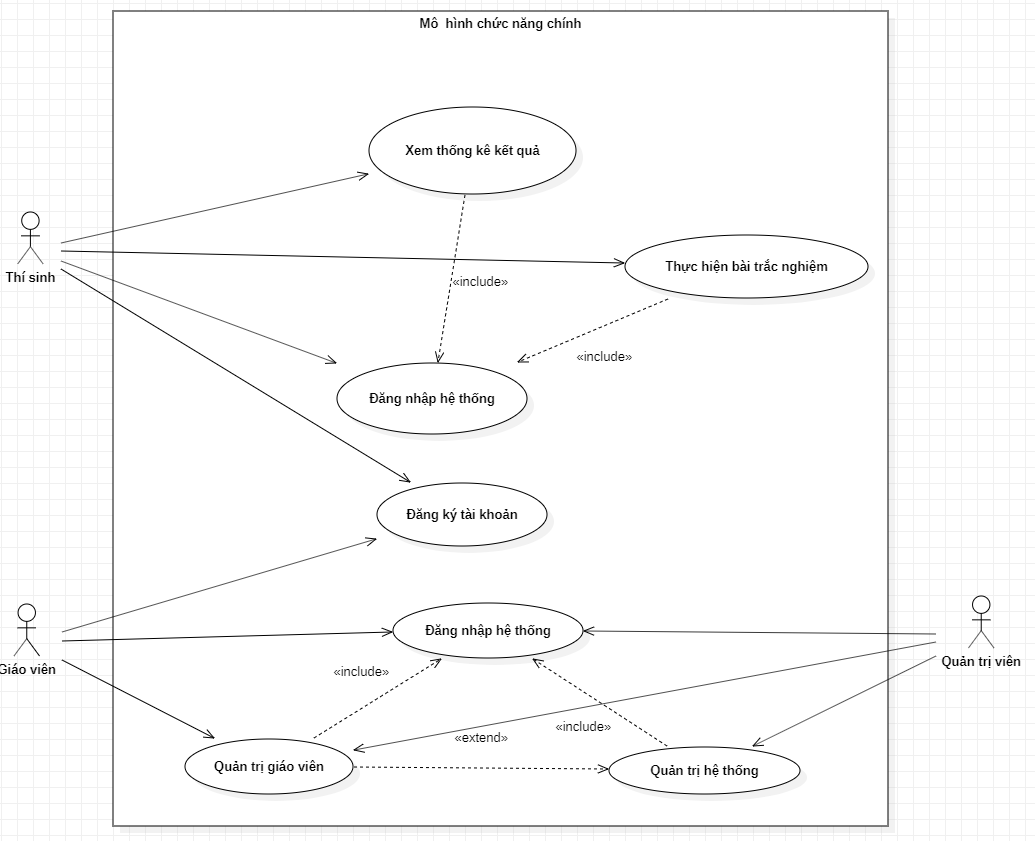 Mô hình chức năng chính
Xem thống kê kết quả
Thí sinh
Thực hiện bài trắc nghiệm
«include»
«include»
Đăng nhập hệ thống
Đăng ký tài khoản
Đăng nhập hệ thống
Giáo viên
Quản trị viên
«include»
«include»
«extend»
Quản trị giáo viên
Quản trị hệ thống